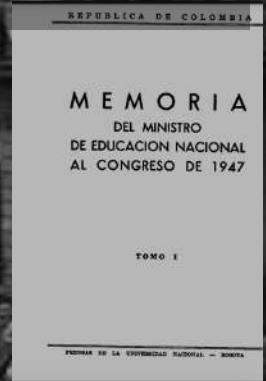 REPUBLICA DE COLOMBIA
MEMORIA
DEL MINISTRO
DE EDUCACION NACIONAL
AL CONGRESO DE 1947
TOMO I
PRENSAS DE LA UNIVERSIDAD NACIONAL — BOGOTA